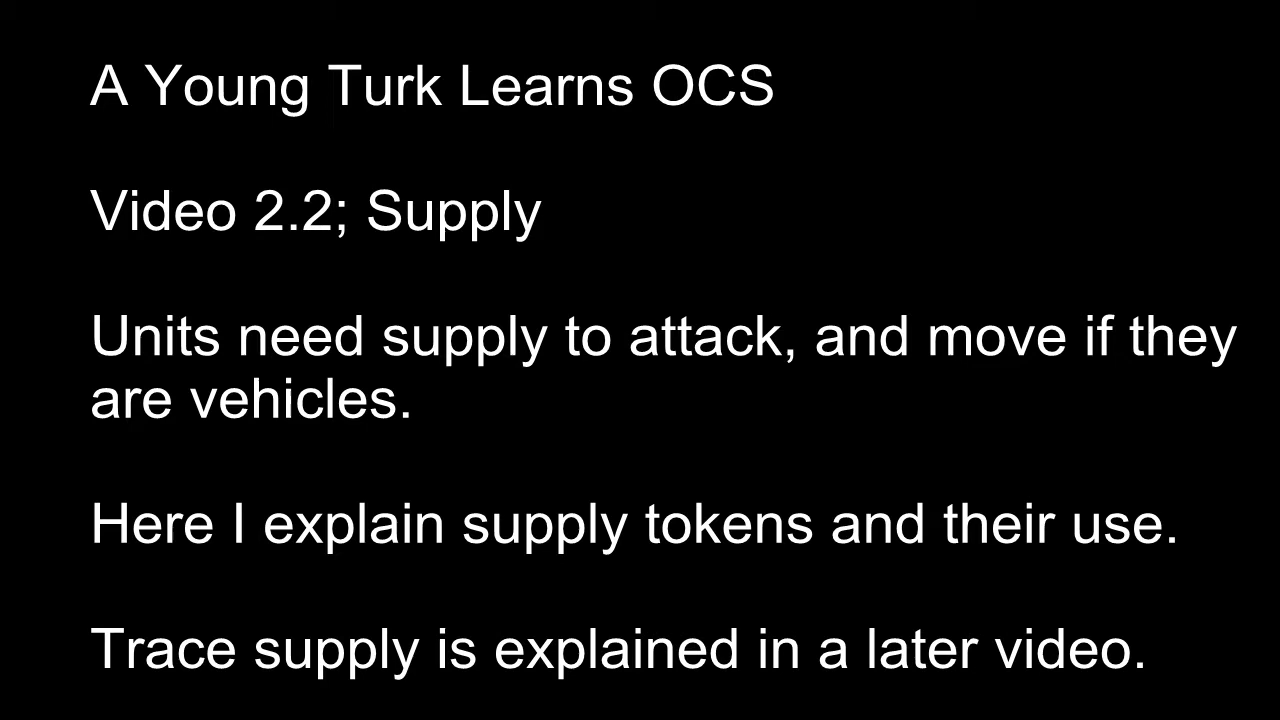 A Young Turk Learns OCS
Video 2.2; Supply
Units need supply to attack, and move if they
are vehicles.
Here I explain supply tokens and their use.
Trace supply is explained in a later video.